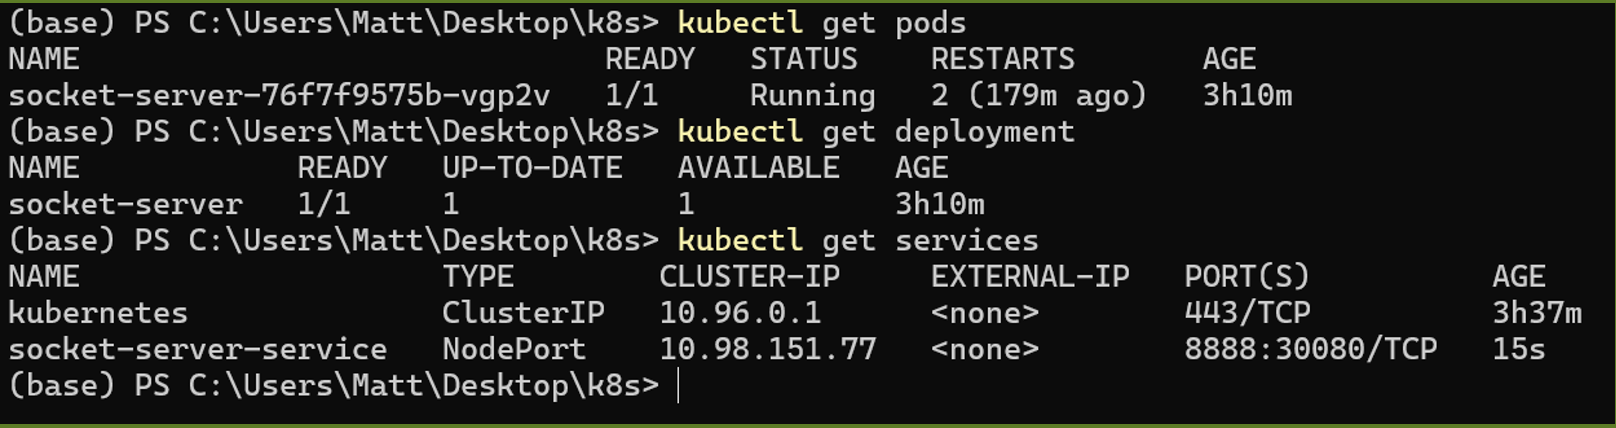 (base) PS C:\Users\Matt\Desktop\k8s> kubectl get pods
NAME                             READY   STATUS    RESTARTS       AGE
socket-server-76f7f9575b-vgp2v   1/1     Running   2 (179m ago)   3h10m
(base) PS C:\Users\Matt\Desktop\k8s> kubectl get deployment
NAME            READY   UP-TO-DATE   AVAILABLE   AGE
socket-server   1/1     1            1           3h10m
(base) PS C:\Users\Matt\Desktop\k8s> kubectl get services
NAME                    TYPE        CLUSTER-IP     EXTERNAL-IP   PORT(S)          AGE
kubernetes              ClusterIP   10.96.0.1      <none>        443/TCP          3h37m
socket-server-service   NodePort    10.98.151.77   <none>        8888:30080/TCP   15s
(base) PS C:\Users\Matt\Desktop\k8s>